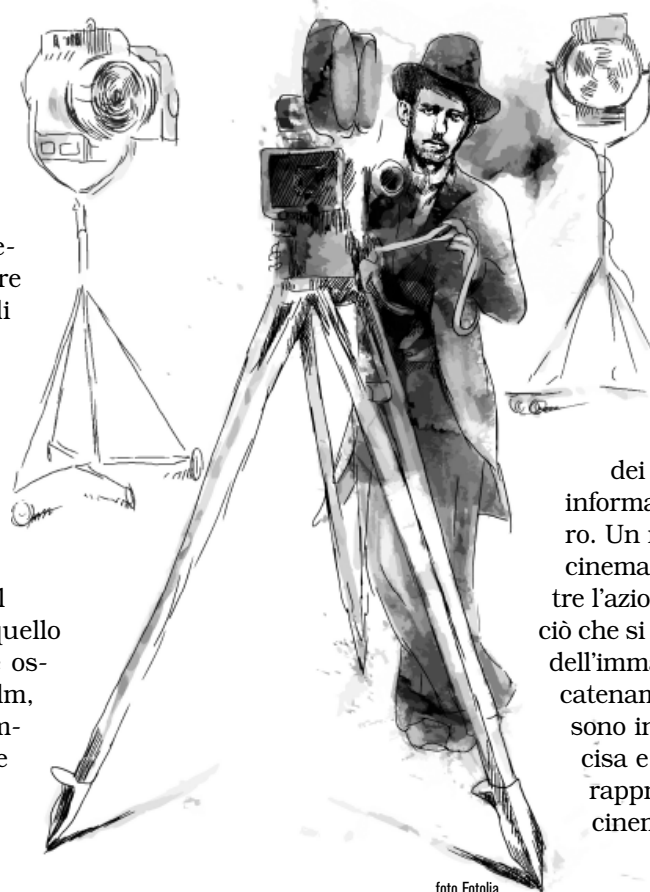 e-
re
li
quello
os-
lm,
e
dei
informa
ro. Un
cinema
tre l'azio
ciò che si
dell'imma
catenam
sono in
cisa e
rappr
cinem
foto Fotolia